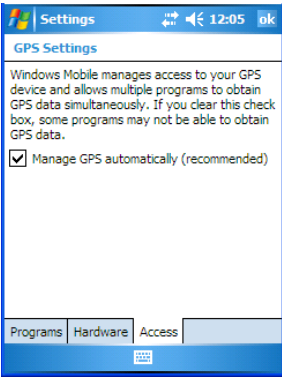 Settings 12:05 ok
GPS Settings
Windows Mobile manages access to your GPS
device and allows multiple programs to obtain
GPS data simultaneously. If you clear this check
box, some programs may not be able to obtain
GPS data.
Manage GPS automatically (recommended)
Programs Hardware Access